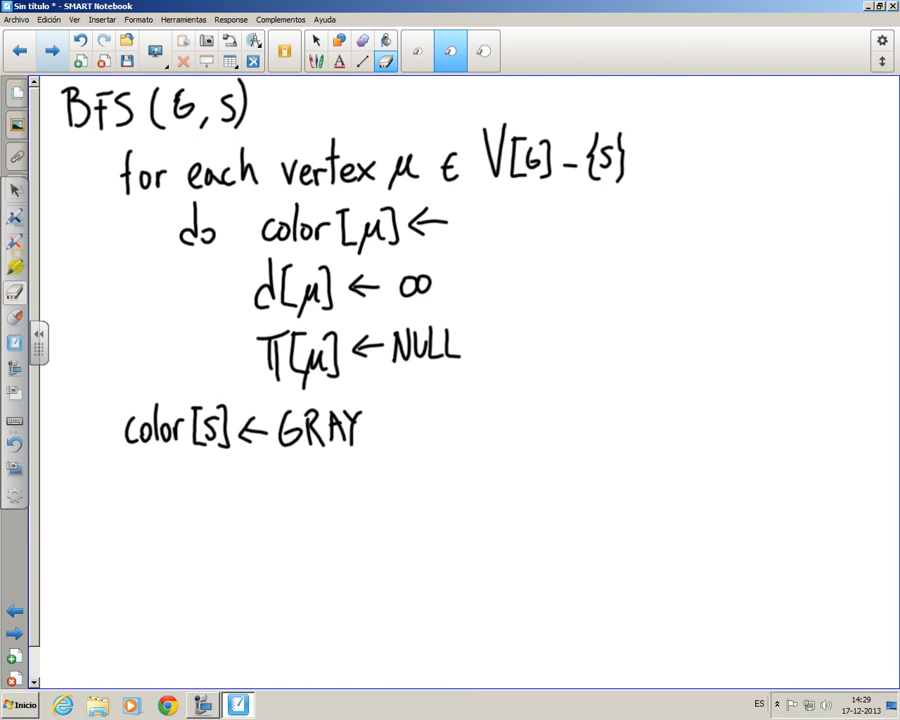 Sin título * - SMART Notebook
Archivo Edición Ver Insertar Formato Herramientas Response Complementos Ayuda
BFS (G, S)
for each vertex μ ∈ V[G] - {S}
do color [μ] ←
d[μ] ← ∞
π[μ] ← NULL
color [S] ← GRAY
Inicio
ES
14:29
17-12-2013